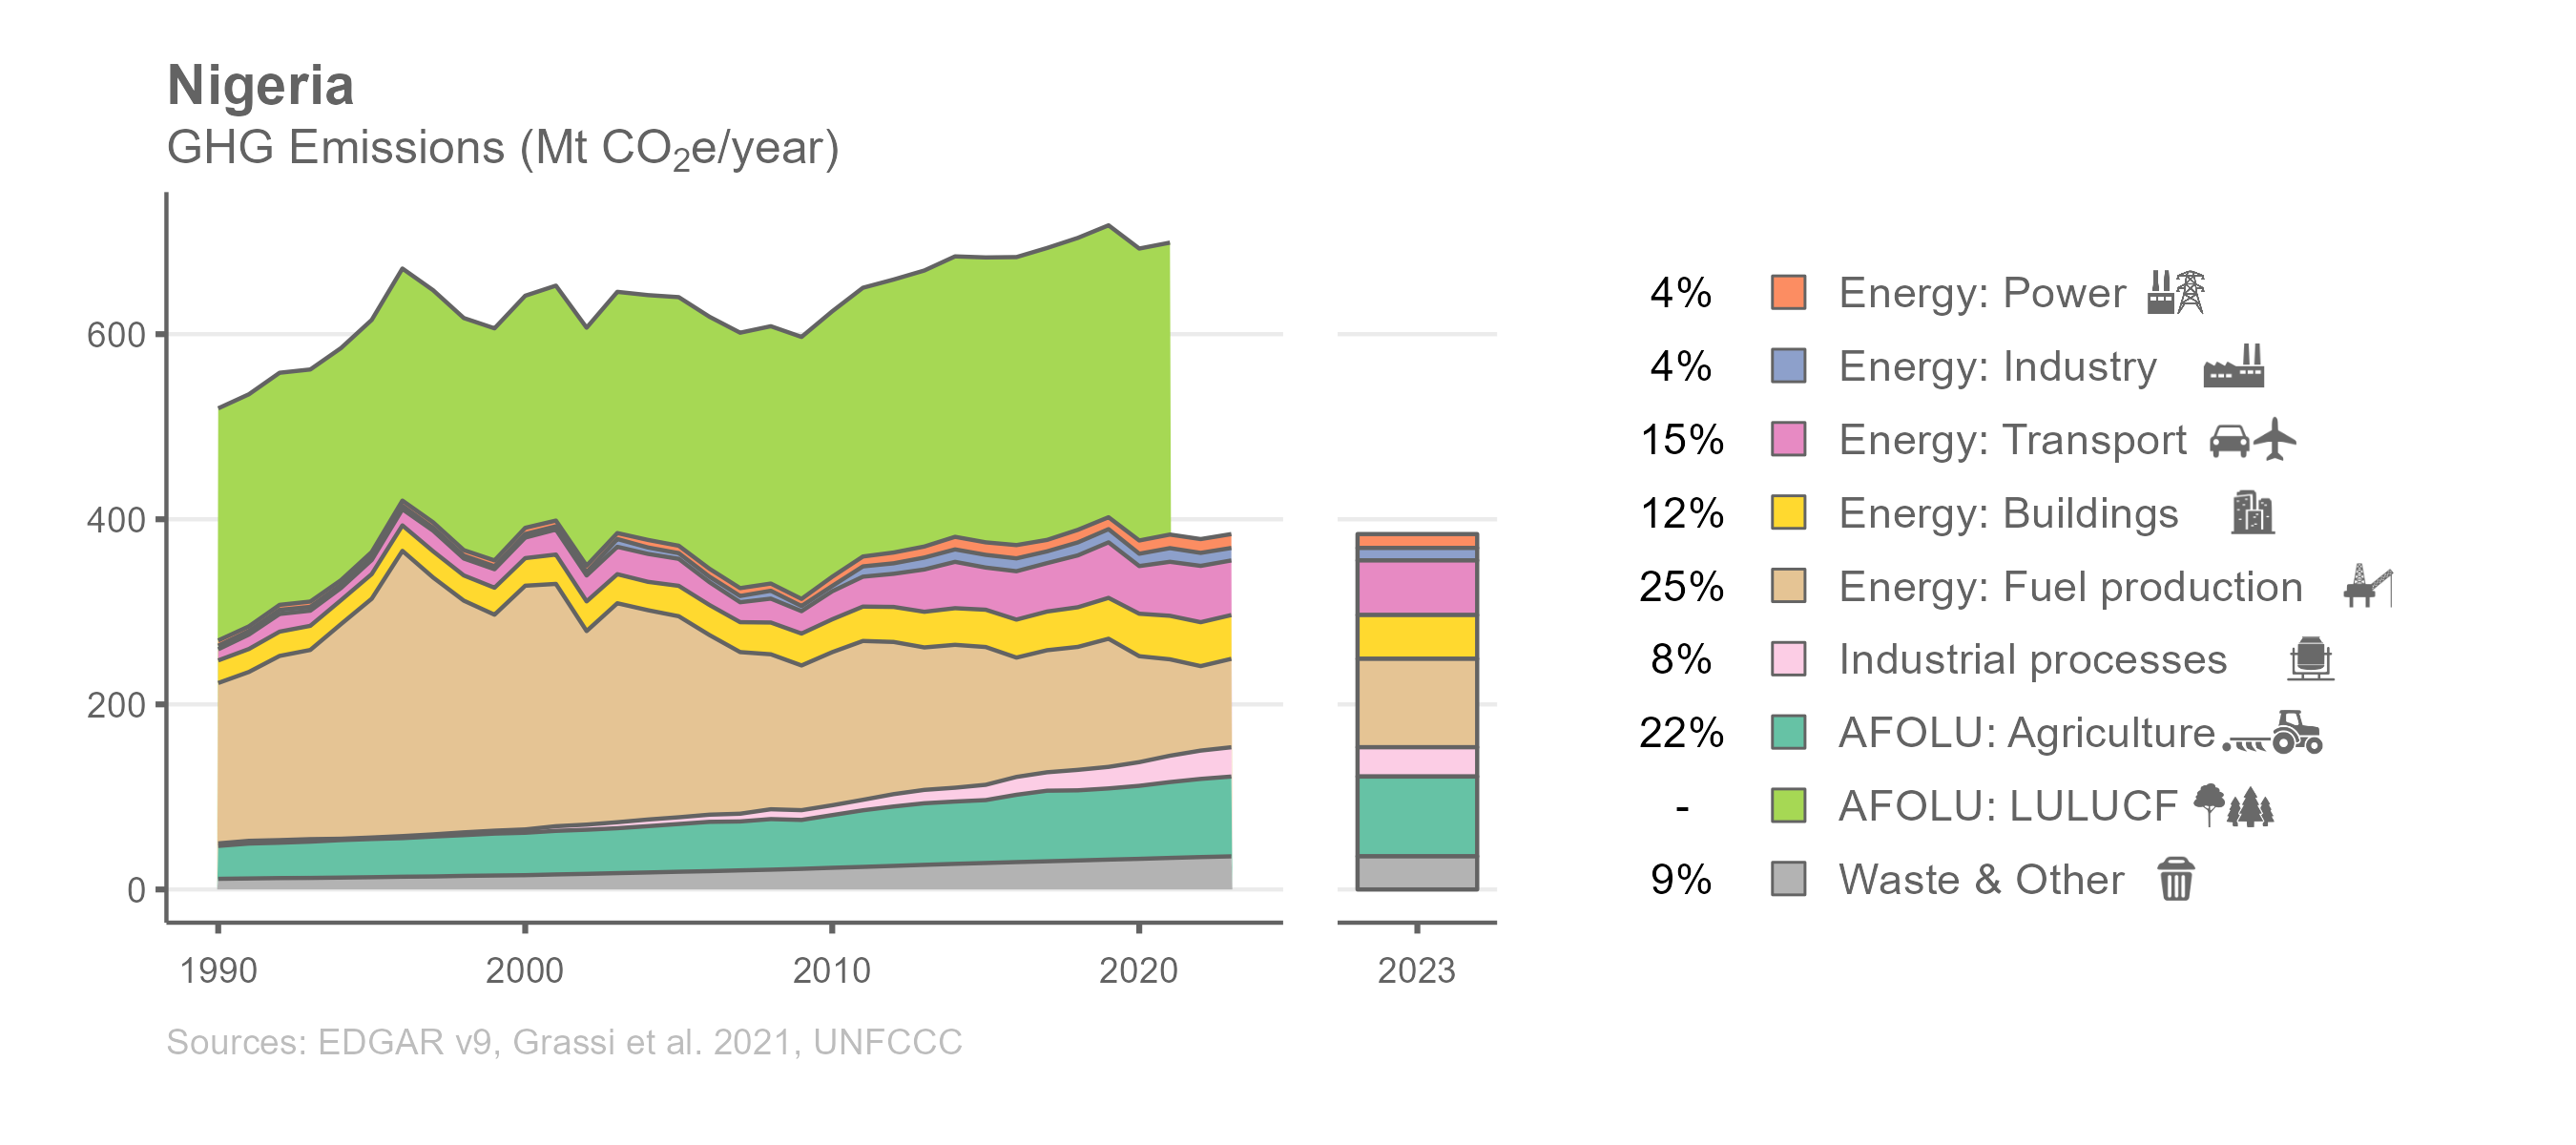 Nigeria
GHG Emissions (Mt CO₂e/year)
600
400
200
0
1990 2000 2010 2020 2023
4% Energy: Power
4% Energy: Industry
15% Energy: Transport
12% Energy: Buildings
25% Energy: Fuel production
8% Industrial processes
22% AFOLU: Agriculture
- AFOLU: LULUCF
9% Waste & Other
Sources: EDGAR v9, Grassi et al. 2021, UNFCCC